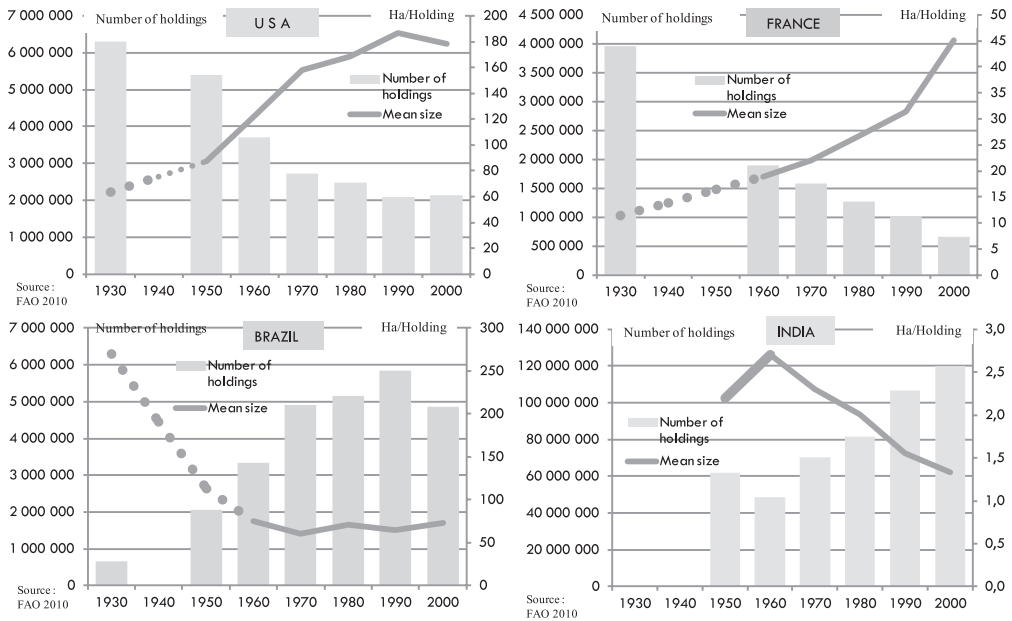 Number of holdings
U S A
Ha/Holding
7 000 000
6 000 000
5 000 000
4 000 000
3 000 000
2 000 000
1 000 000
0
200
180
160
140
120
100
80
60
40
20
0
Number of
holdings
Mean size
1930 1940 1950 1960 1970 1980 1990 2000
Source :
FAO 2010
Number of holdings
FRANCE
Ha/Holding
4 500 000
4 000 000
3 500 000
3 000 000
2 500 000
2 000 000
1 500 000
1 000 000
500 000
0
50
45
40
35
30
25
20
15
10
5
0
Number of
holdings
Mean size
1930 1940 1950 1960 1970 1980 1990 2000
Source :
FAO 2010
Number of holdings
BRAZIL
Ha/Holding
7 000 000
6 000 000
5 000 000
4 000 000
3 000 000
2 000 000
1 000 000
0
300
250
200
150
100
50
0
Number of
holdings
Mean size
1930 1940 1950 1960 1970 1980 1990 2000
Source :
FAO 2010
Number of holdings
INDIA
Ha/Holding
140 000 000
120 000 000
100 000 000
80 000 000
60 000 000
40 000 000
20 000 000
0
3,0
2,5
2,0
1,5
1,0
0,5
0,0
Number of
holdings
Mean size
1930 1940 1950 1960 1970 1980 1990 2000
Source :
FAO 2010